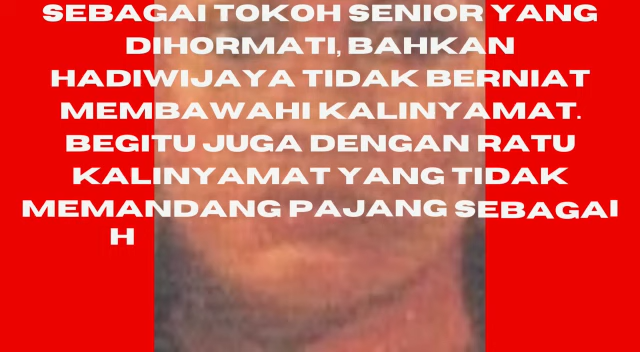 SEBAGAI TOKOH SENIOR YANG
DIHORMATI, BAHKAN
HADIWIJAYA TIDAK BERNIAT
MEMBAWAHI KALINYAMAT.
BEGITU JUGA DENGAN RATU
KALINYAMAT YANG TIDAK
MEMANDANG PAJANG SEBAGAI
H